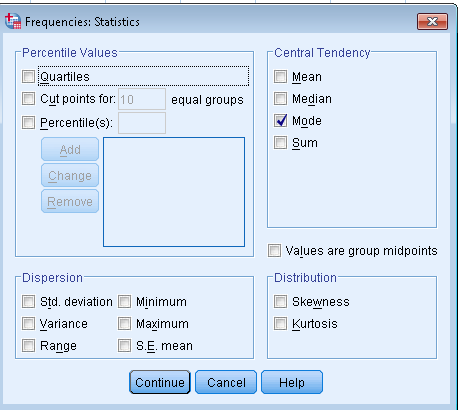 Frequencies: Statistics
Percentile Values
Quartiles
Cut points for: 10 equal groups
Percentile(s):
Add
Change
Remove
Central Tendency
Mean
Median
Mode
Sum
Values are group midpoints
Dispersion
Std. deviation Minimum
Variance Maximum
Range S.E. mean
Distribution
Skewness
Kurtosis
Continue Cancel Help